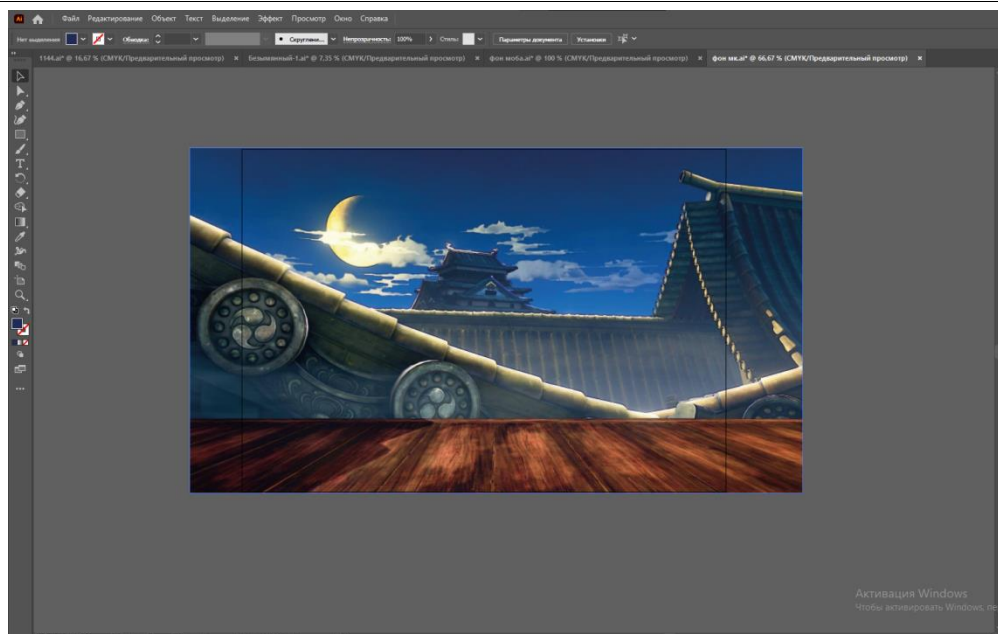 Ai Файл Редактирование Объект Текст Выделение Эффект Просмотр Окно Справка
Нет выделения Обводка: Скруглени... Непрозрачность: 100% Стиль: Параметры документа Установки
1144.ai* @ 16,67 % (CMYK/Предварительный просмотр) × Безымянный-1.ai* @ 7,35 % (CMYK/Предварительный просмотр) × фон моба.ai* @ 100 % (CMYK/Предварительный просмотр) × фон мк.ai* @ 66,67 % (CMYK/Предварительный просмотр) ×
Активация Windows
Чтобы активировать Windows, пе